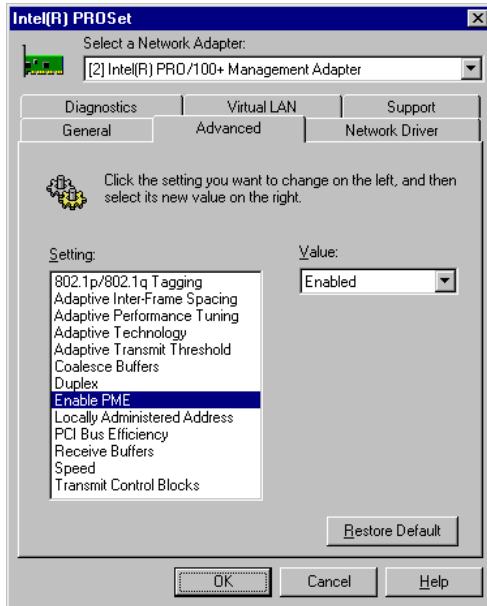 Intel(R) PROSet
Select a Network Adapter:
[2] Intel(R) PRO/100+ Management Adapter
Diagnostics Virtual LAN Support
General Advanced Network Driver
Click the setting you want to change on the left, and then
select its new value on the right.
Setting: Value:
802.1p/802.1q Tagging Enabled
Adaptive Inter-Frame Spacing
Adaptive Performance Tuning
Adaptive Technology
Adaptive Transmit Threshold
Coalesce Buffers
Duplex
Enable PME
Locally Administered Address
PCI Bus Efficiency
Receive Buffers
Speed
Transmit Control Blocks
Restore Default
OK Cancel Help